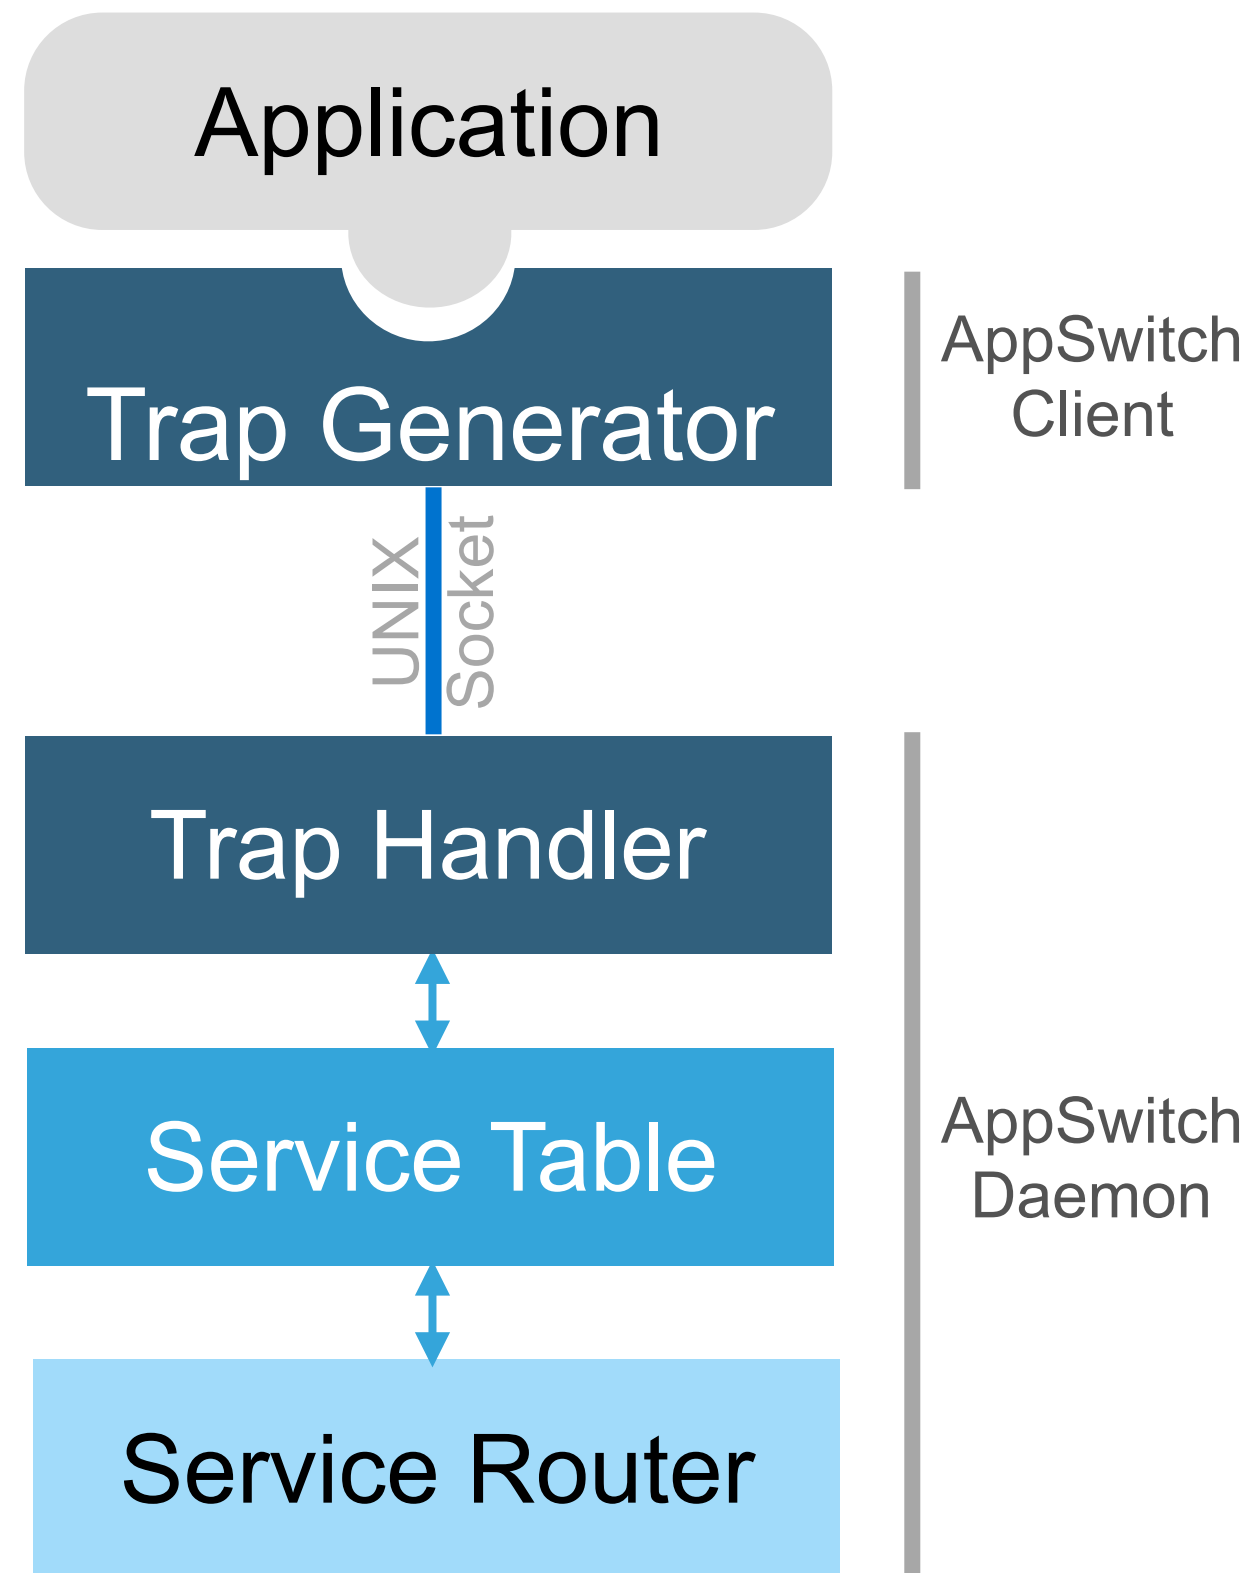 Application
Trap Generator
AppSwitch
Client
UNIX
Socket
Trap Handler
Service Table
AppSwitch
Daemon
Service Router